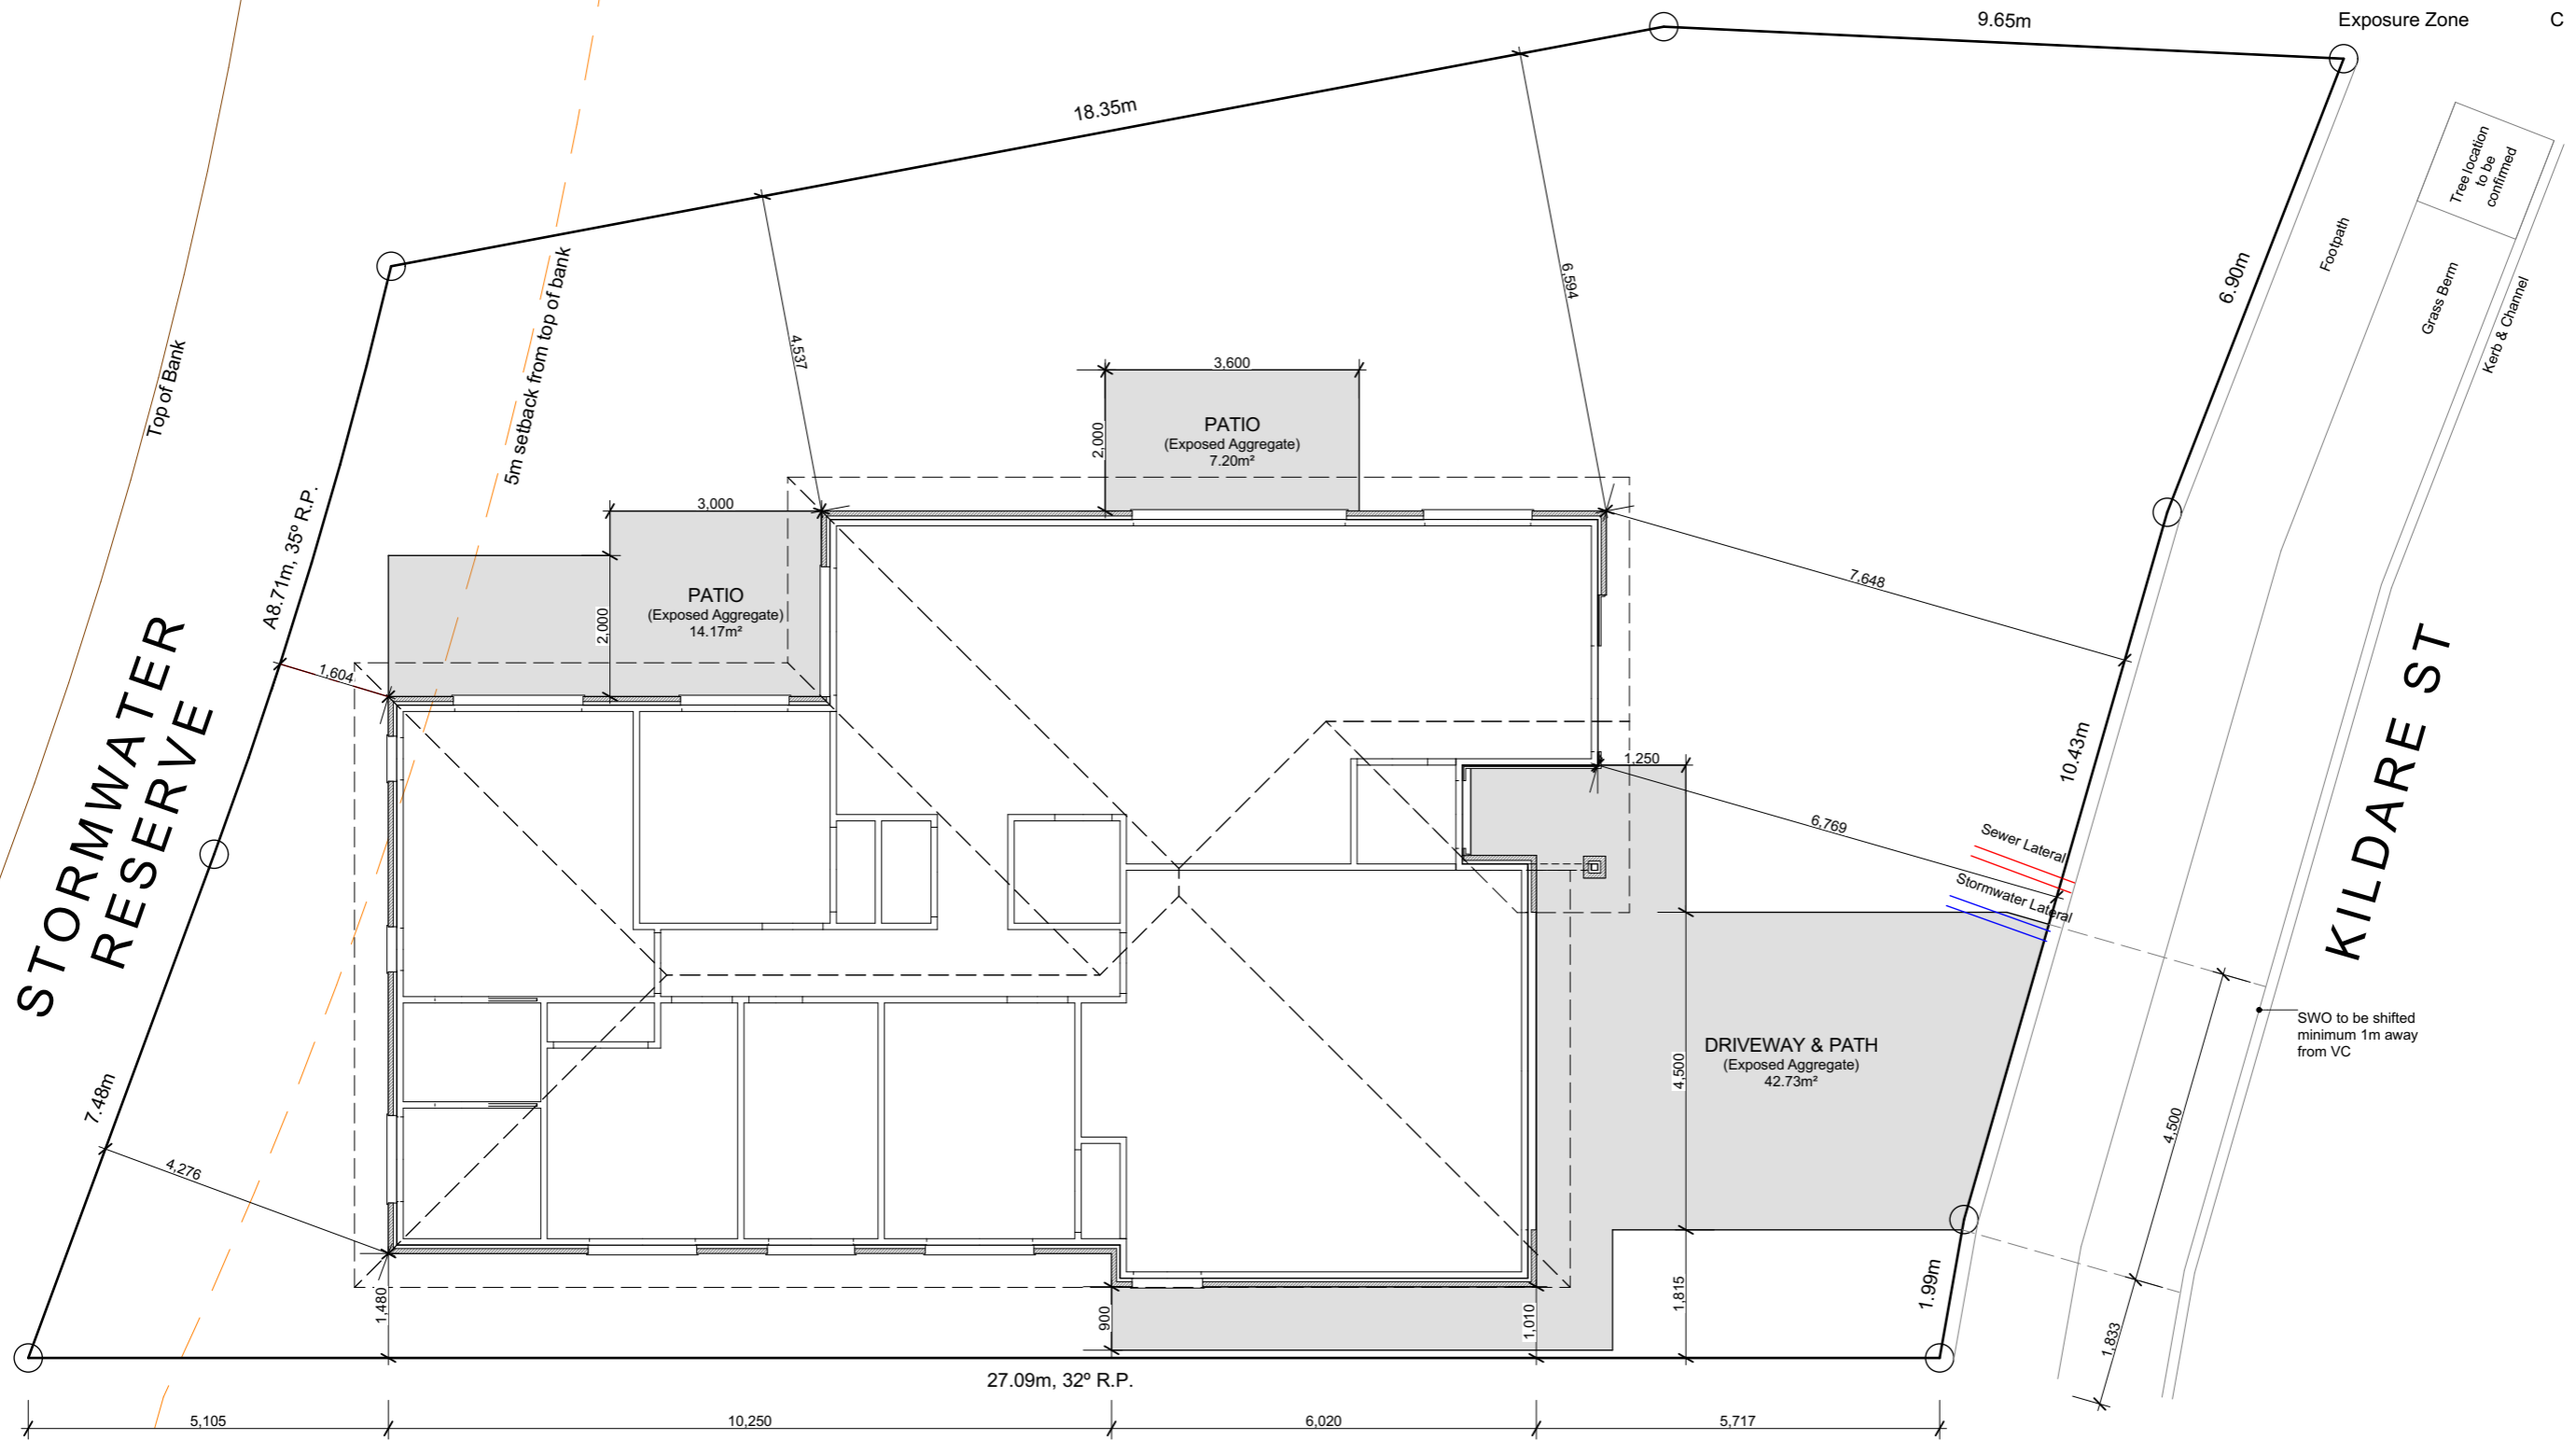 Exposure Zone C
9.65m
18.35m
Tree location
to be
confirmed
Footpath
Grass Berm
Kerb & Channel
6.90m
Top of Bank
5m setback from top of bank
4,537
6,594
3,600
2,000
PATIO
(Exposed Aggregate)
7.20m²
3,000
2,000
PATIO
(Exposed Aggregate)
14.17m²
A8.71m, 35º R.P.
1,604
7,648
STORMWATER
RESERVE
KILDARE ST
1,250
10.43m
6,769
Sewer Lateral
Stormwater Lateral
SWO to be shifted
minimum 1m away
from VC
DRIVEWAY & PATH
(Exposed Aggregate)
42.73m²
4,500
4,500
7.48m
4,276
1,480
900
1,010
1,815
1.99m
1,833
27.09m, 32º R.P.
5,105
10,250
6,020
5,717